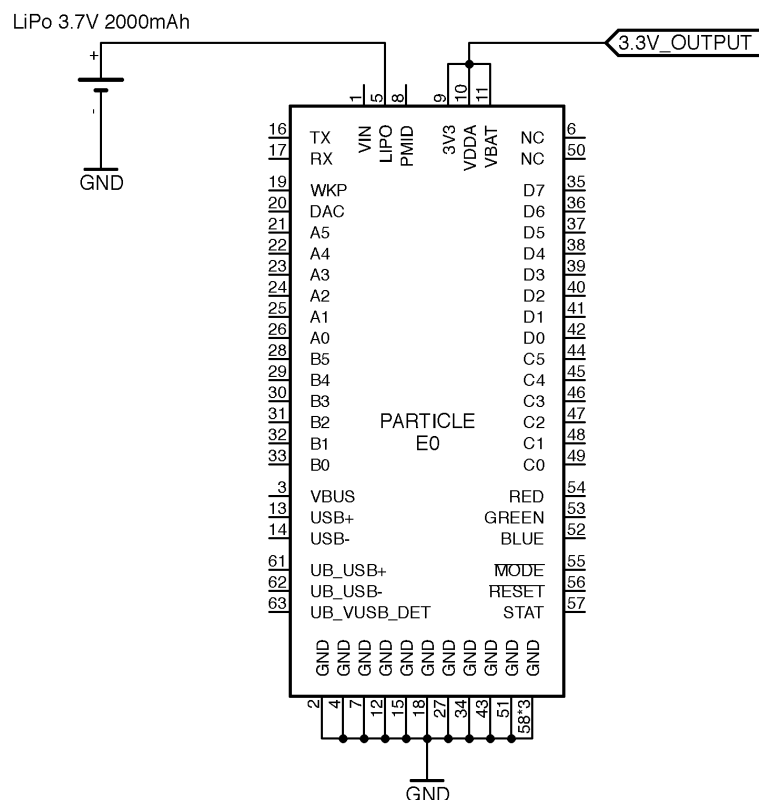 LiPo 3.7V 2000mAh
+
-
GND
3.3V_OUTPUT
1 5 8 9 10 11
VIN LIPO PMID 3V3 VDDA VBAT
16 TX NC 6
17 RX NC 50
19 WKP D7 35
20 DAC D6 36
21 A5 D5 37
22 A4 D4 38
23 A3 D3 39
24 A2 D2 40
25 A1 D1 41
26 A0 D0 42
28 B5 C5 44
29 B4 C4 45
30 B3 C3 46
31 B2 C2 47
32 B1 C1 48
33 B0 C0 49
PARTICLE
E0
3 VBUS RED 54
13 USB+ GREEN 53
14 USB- BLUE 52
61 UB_USB+ MODE 55
62 UB_USB- RESET 56
63 UB_VUSB_DET STAT 57
GND GND GND GND GND GND GND GND GND GND GND
2 4 7 12 15 18 27 34 43 51 58*3
GND